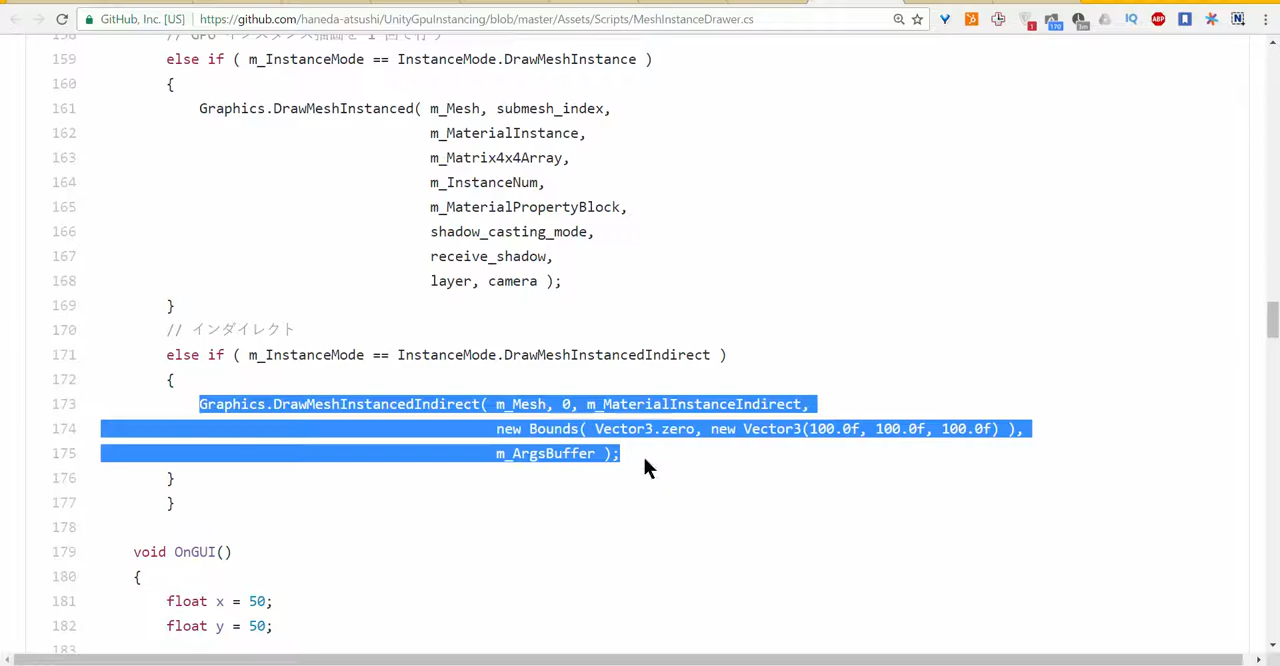 GitHub, Inc. [US] https://github.com/haneda-atsushi/UnityGpuInstancing/blob/master/Assets/Scripts/MeshInstanceDrawer.cs
159 else if ( m_InstanceMode == InstanceMode.DrawMeshInstance )
160 {
161 Graphics.DrawMeshInstanced( m_Mesh, submesh_index,
162 m_MaterialInstance,
163 m_Matrix4x4Array,
164 m_InstanceNum,
165 m_MaterialPropertyBlock,
166 shadow_casting_mode,
167 receive_shadow,
168 layer, camera );
169 }
170 // インダイレクト
171 else if ( m_InstanceMode == InstanceMode.DrawMeshInstancedIndirect )
172 {
173 Graphics.DrawMeshInstancedIndirect( m_Mesh, 0, m_MaterialInstanceIndirect,
174 new Bounds( Vector3.zero, new Vector3(100.0f, 100.0f, 100.0f) ),
175 m_ArgsBuffer );
176 }
177 }
178
179 void OnGUI()
180 {
181 float x = 50;
182 float y = 50;
183